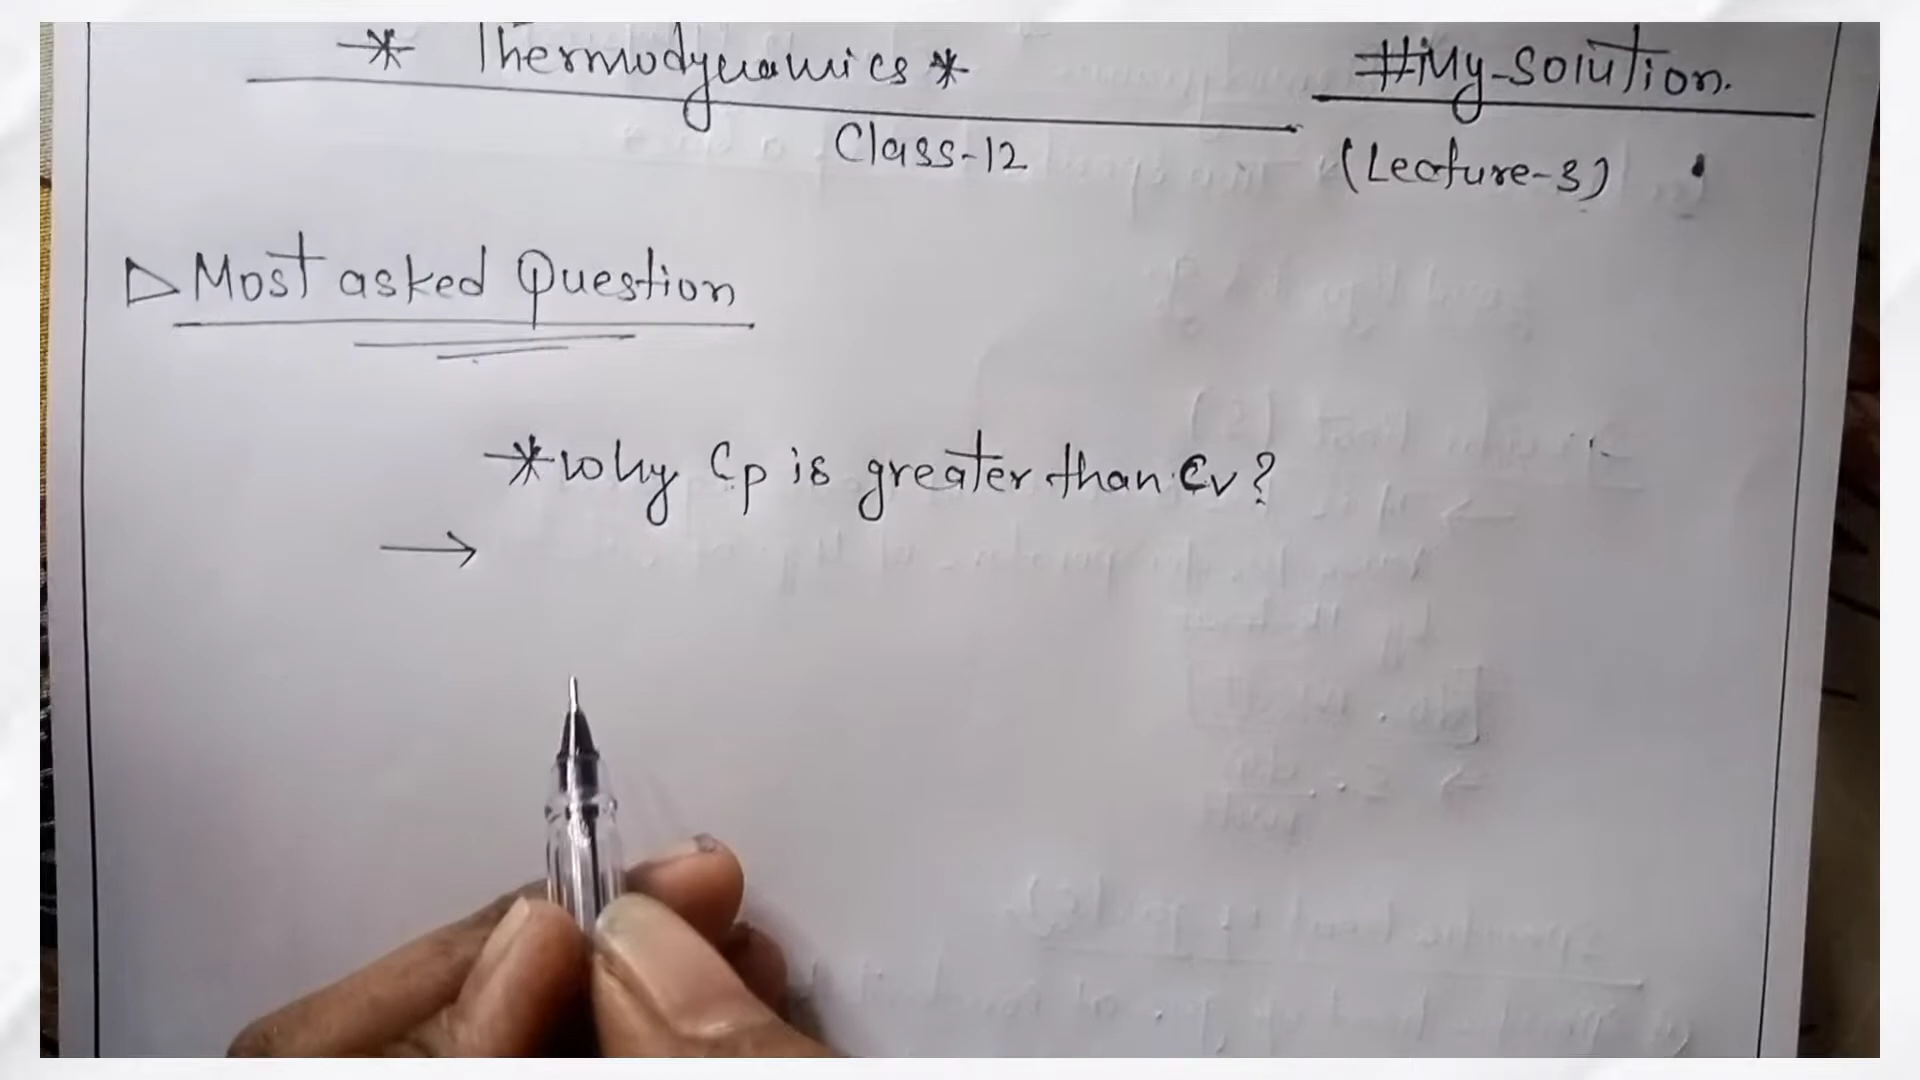 * Thermodynamics *
#My-Solution.
Class-12
(Lecture-3)
Most asked Question
* Why Cp is greater than Cv?
→